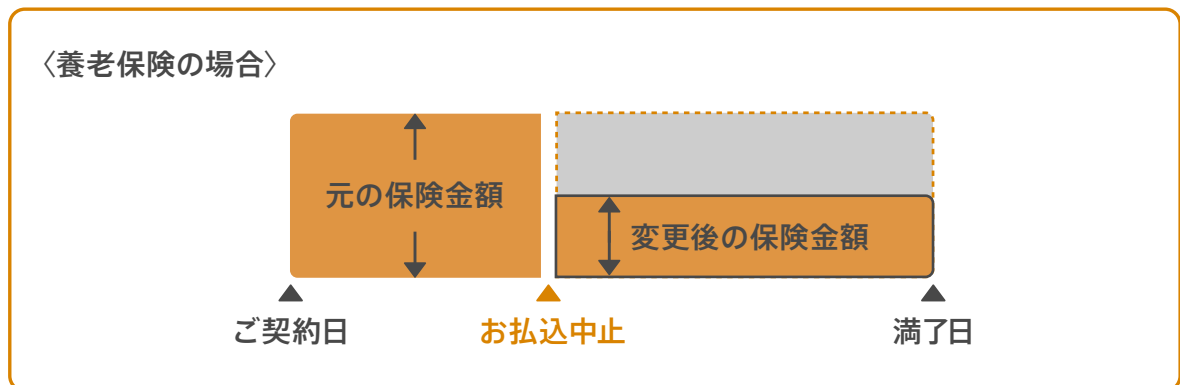 〈養老保険の場合〉
元の保険金額
変更後の保険金額
ご契約日
お払込中止
満了日